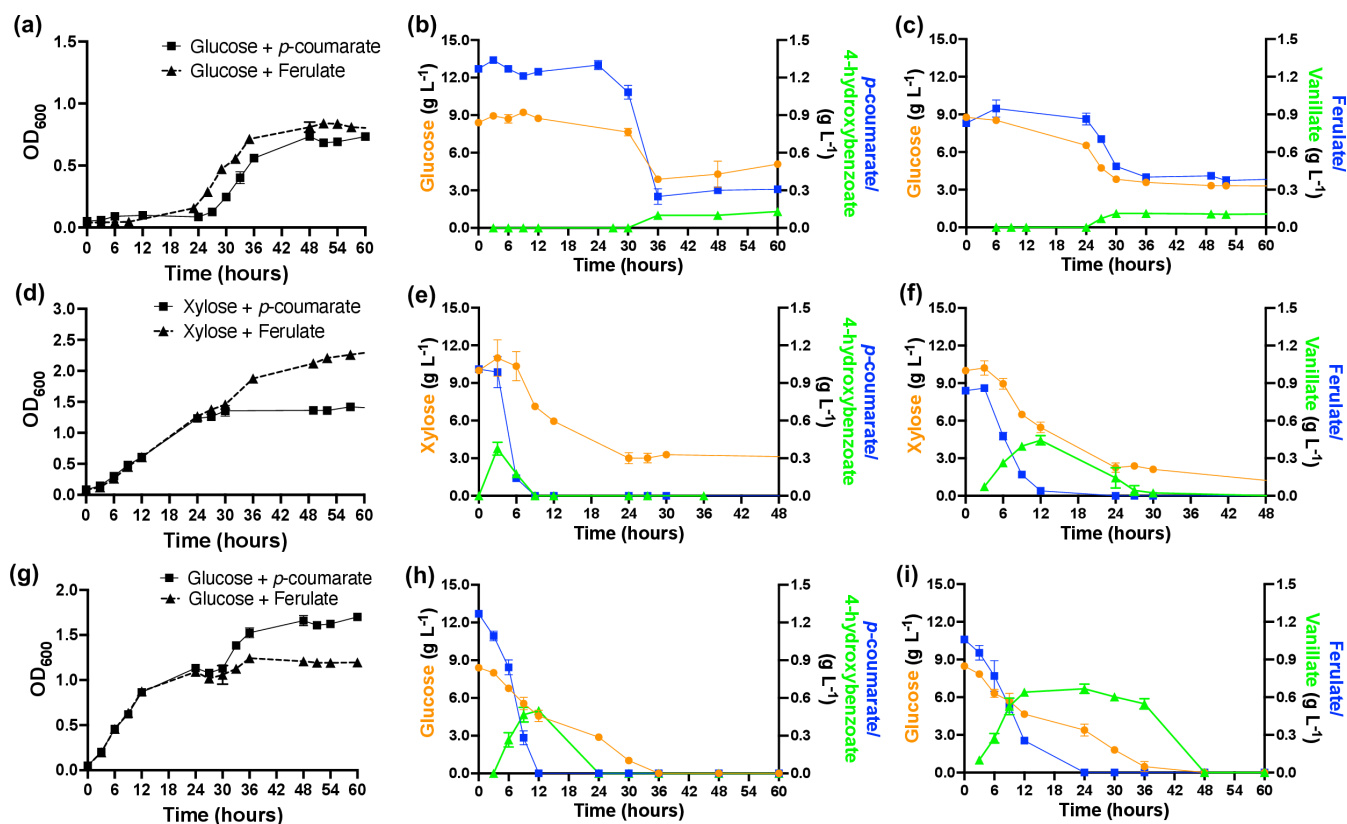 (a)
1.5
1.0
0.5
0.0
OD600
Glucose + p-coumarate
Glucose + Ferulate
0 6 12 18 24 30 36 42 48 54 60
Time (hours)
(b)
15.0
12.0
9.0
6.0
3.0
0.0
Glucose (g L-1)
1.5
1.2
0.9
0.6
0.3
0.0
p-coumarate/
4-hydroxybenzoate
(g L-1)
0 6 12 18 24 30 36 42 48 54 60
Time (hours)
(c)
15.0
12.0
9.0
6.0
3.0
0.0
Glucose (g L-1)
1.5
1.2
0.9
0.6
0.3
0.0
Ferulate/
Vanillate (g L-1)
0 6 12 18 24 30 36 42 48 54 60
Time (hours)
(d)
3.0
2.5
2.0
1.5
1.0
0.5
0.0
OD600
Xylose + p-coumarate
Xylose + Ferulate
0 6 12 18 24 30 36 42 48 54 60
Time (hours)
(e)
15.0
12.0
9.0
6.0
3.0
0.0
Xylose (g L-1)
1.5
1.2
0.9
0.6
0.3
0.0
p-coumarate/
4-hydroxybenzoate
(g L-1)
0 6 12 18 24 30 36 42 48
Time (hours)
(f)
15.0
12.0
9.0
6.0
3.0
0.0
Xylose (g L-1)
1.5
1.2
0.9
0.6
0.3
0.0
Ferulate/
Vanillate (g L-1)
0 6 12 18 24 30 36 42 48
Time (hours)
(g)
2.0
1.5
1.0
0.5
0.0
OD600
Glucose + p-coumarate
Glucose + Ferulate
0 6 12 18 24 30 36 42 48 54 60
Time (hours)
(h)
15.0
12.0
9.0
6.0
3.0
0.0
Glucose (g L-1)
1.5
1.2
0.9
0.6
0.3
0.0
p-coumarate/
4-hydroxybenzoate
(g L-1)
0 6 12 18 24 30 36 42 48 54 60
Time (hours)
(i)
15.0
12.0
9.0
6.0
3.0
0.0
Glucose (g L-1)
1.5
1.2
0.9
0.6
0.3
0.0
Ferulate/
Vanillate (g L-1)
0 6 12 18 24 30 36 42 48 54 60
Time (hours)